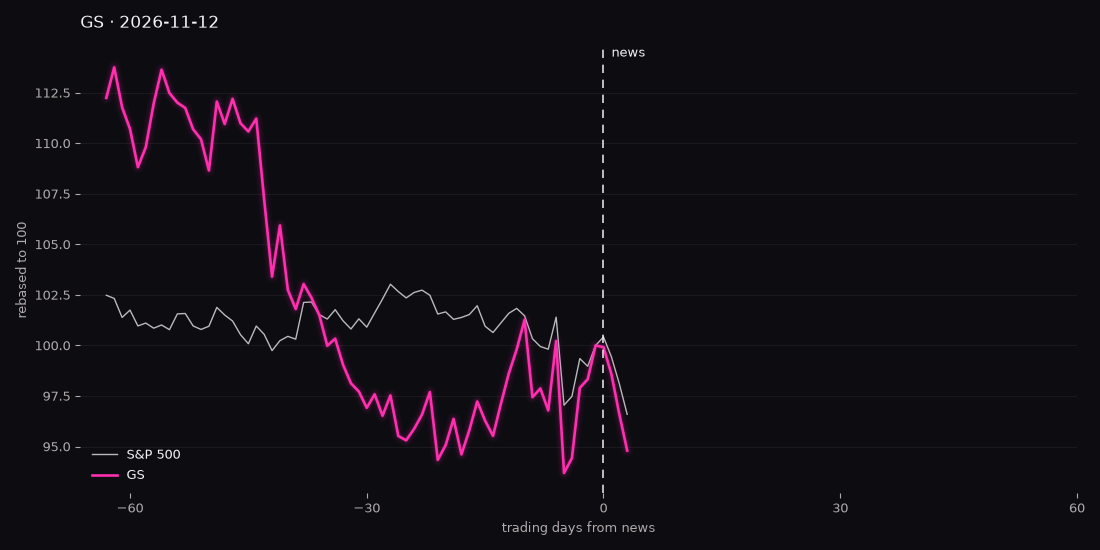 GS · 2026-11-12
news
112.5
110.0
107.5
105.0
102.5
100.0
97.5
95.0
rebased to 100
S&P 500
GS
−60
−30
0
30
60
trading days from news